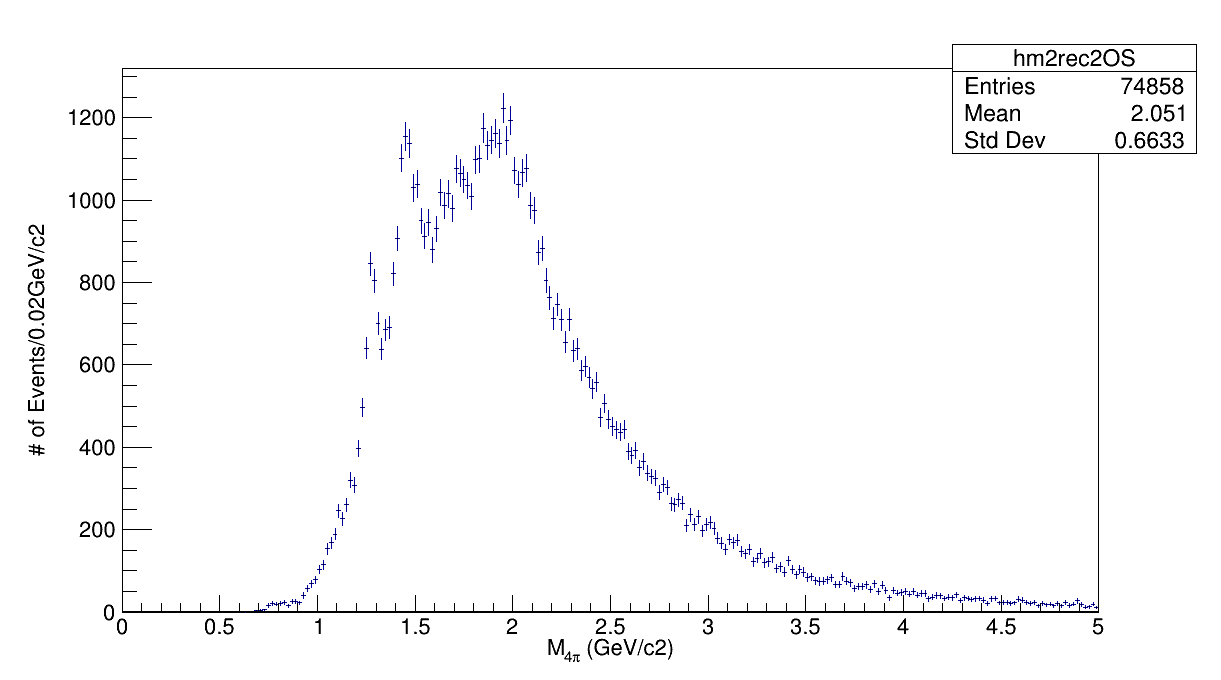 hm2rec2OS
Entries 74858
Mean 2.051
Std Dev 0.6633
# of Events/0.02GeV/c2
1200
1000
800
600
400
200
0
0 0.5 1 1.5 2 2.5 3 3.5 4 4.5 5
M4π (GeV/c2)